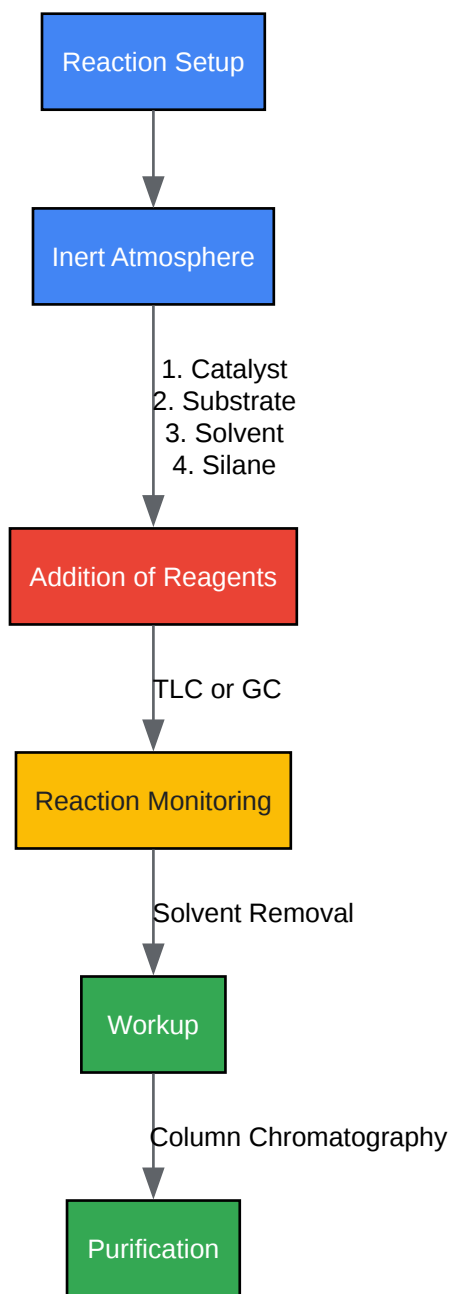 Reaction Setup
Inert Atmosphere
1. Catalyst
2. Substrate
3. Solvent
4. Silane
Addition of Reagents
TLC or GC
Reaction Monitoring
Solvent Removal
Workup
Column Chromatography
Purification